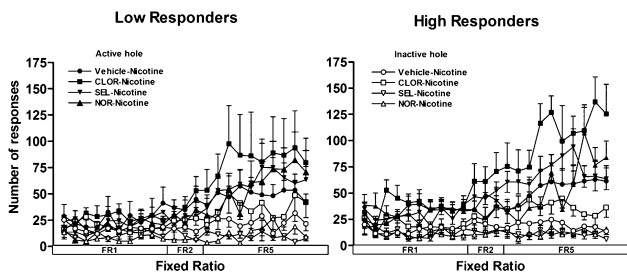 Low Responders
High Responders
Number of responses
175
150
125
100
75
50
25
0
Active hole
Vehicle-Nicotine
CLOR-Nicotine
SEL-Nicotine
NOR-Nicotine
FR1
FR2
FR5
Fixed Ratio
175
150
125
100
75
50
25
0
Inactive hole
Vehicle-Nicotine
CLOR-Nicotine
SEL-Nicotine
NOR-Nicotine
FR1
FR2
FR5
Fixed Ratio